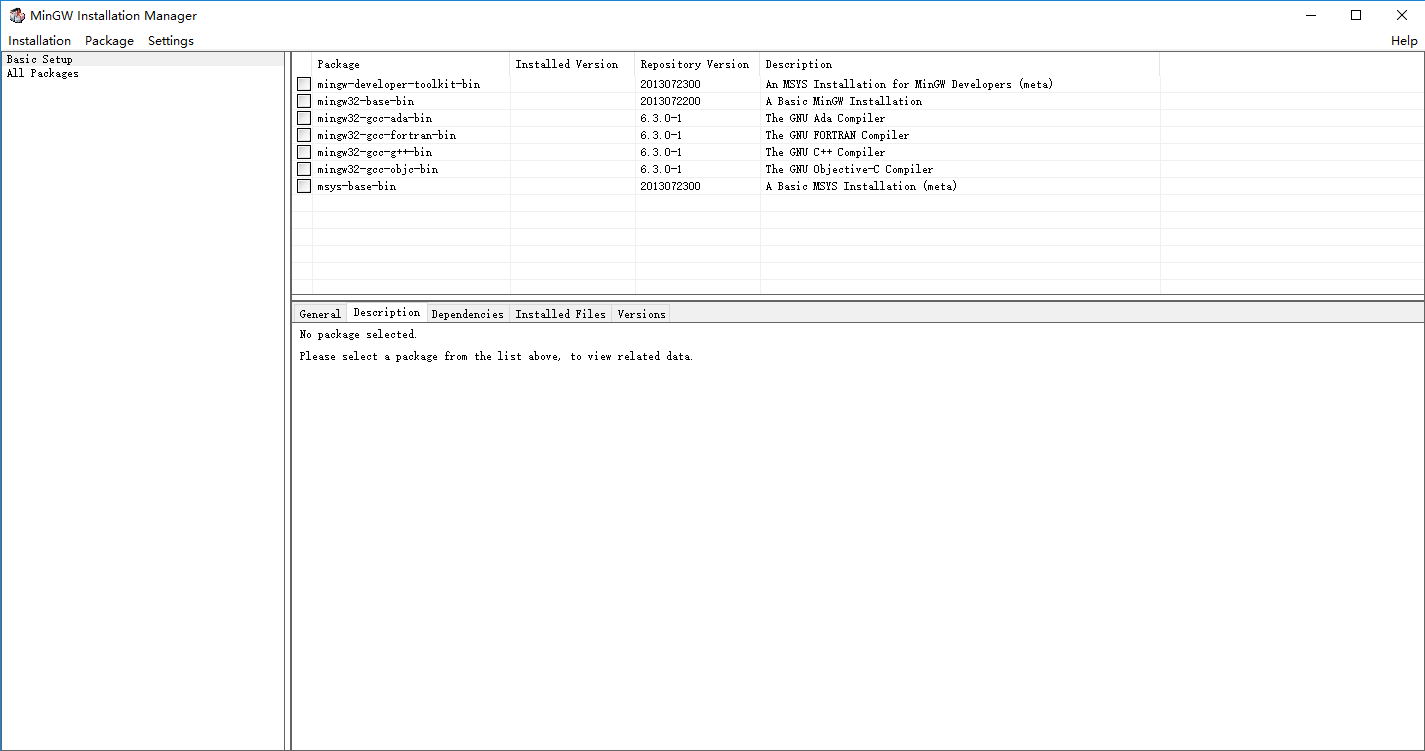 MinGW Installation Manager
Installation Package Settings Help
Basic Setup
All Packages
Package Installed Version Repository Version Description
mingw-developer-toolkit-bin 2013072300 An MSYS Installation for MinGW Developers (meta)
mingw32-base-bin 2013072200 A Basic MinGW Installation
mingw32-gcc-ada-bin 6.3.0-1 The GNU Ada Compiler
mingw32-gcc-fortran-bin 6.3.0-1 The GNU FORTRAN Compiler
mingw32-gcc-g++-bin 6.3.0-1 The GNU C++ Compiler
mingw32-gcc-objc-bin 6.3.0-1 The GNU Objective-C Compiler
msys-base-bin 2013072300 A Basic MSYS Installation (meta)
General Description Dependencies Installed Files Versions
No package selected.
Please select a package from the list above, to view related data.